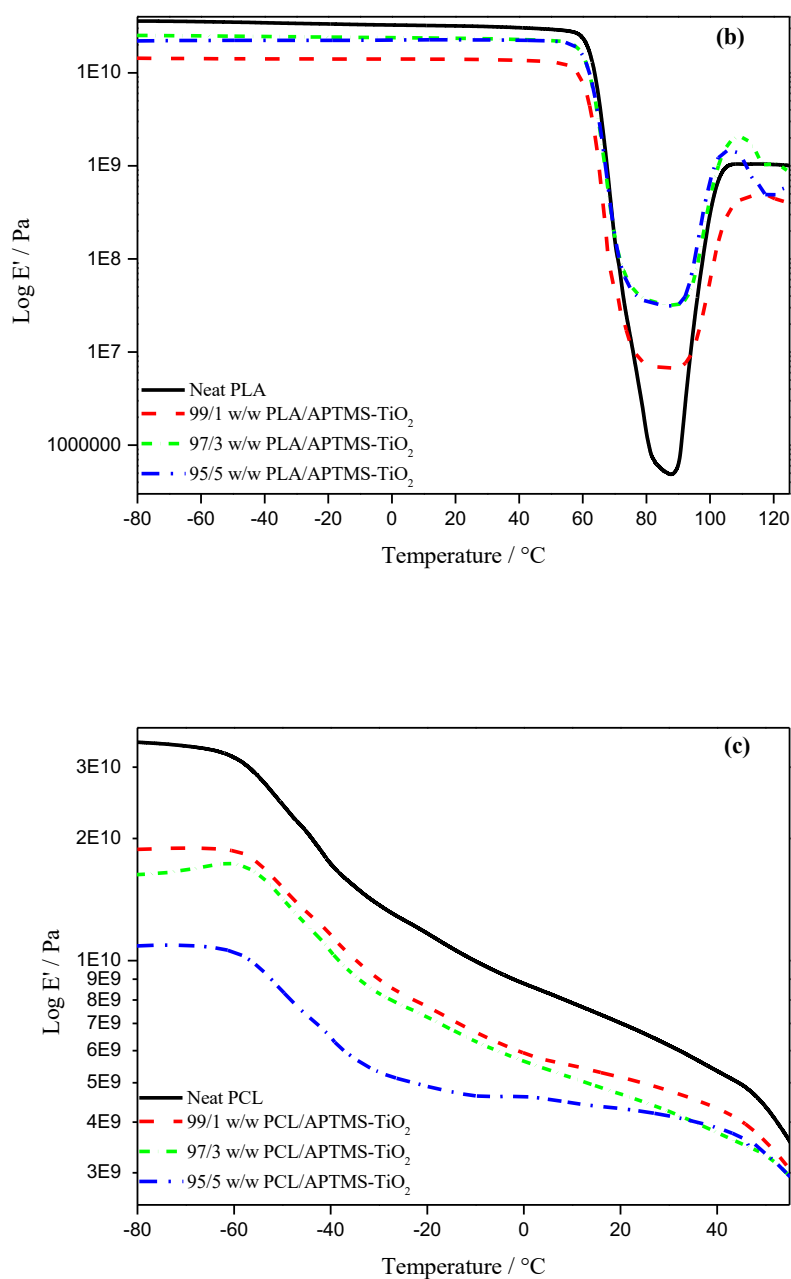 (b)
1E10
1E9
1E8
1E7
1000000
Log E' / Pa
Neat PLA
99/1 w/w PLA/APTMS-TiO2
97/3 w/w PLA/APTMS-TiO2
95/5 w/w PLA/APTMS-TiO2
-80 -60 -40 -20 0 20 40 60 80 100 120
Temperature / °C
(c)
3E10
2E10
1E10
9E9
8E9
7E9
6E9
5E9
4E9
3E9
Log E' / Pa
Neat PCL
99/1 w/w PCL/APTMS-TiO2
97/3 w/w PCL/APTMS-TiO2
95/5 w/w PCL/APTMS-TiO2
-80 -60 -40 -20 0 20 40
Temperature / °C